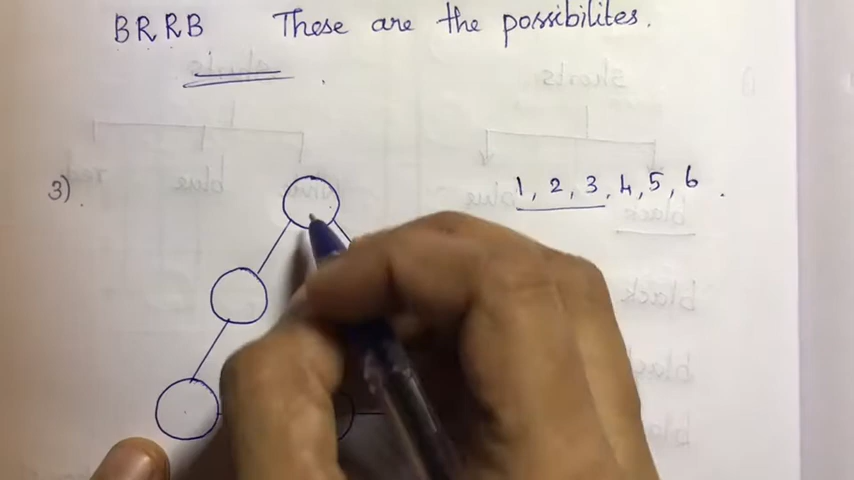 BRRB These are the possibilites.
3). 1, 2, 3, 4, 5, 6 .